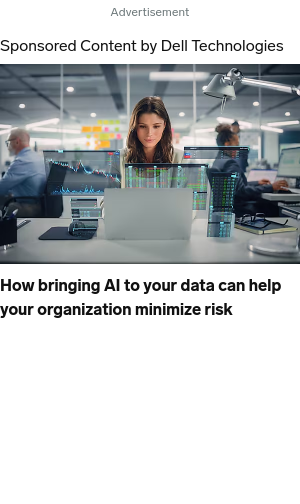 Advertisement
Sponsored Content by Dell Technologies
How bringing AI to your data can help
your organization minimize risk